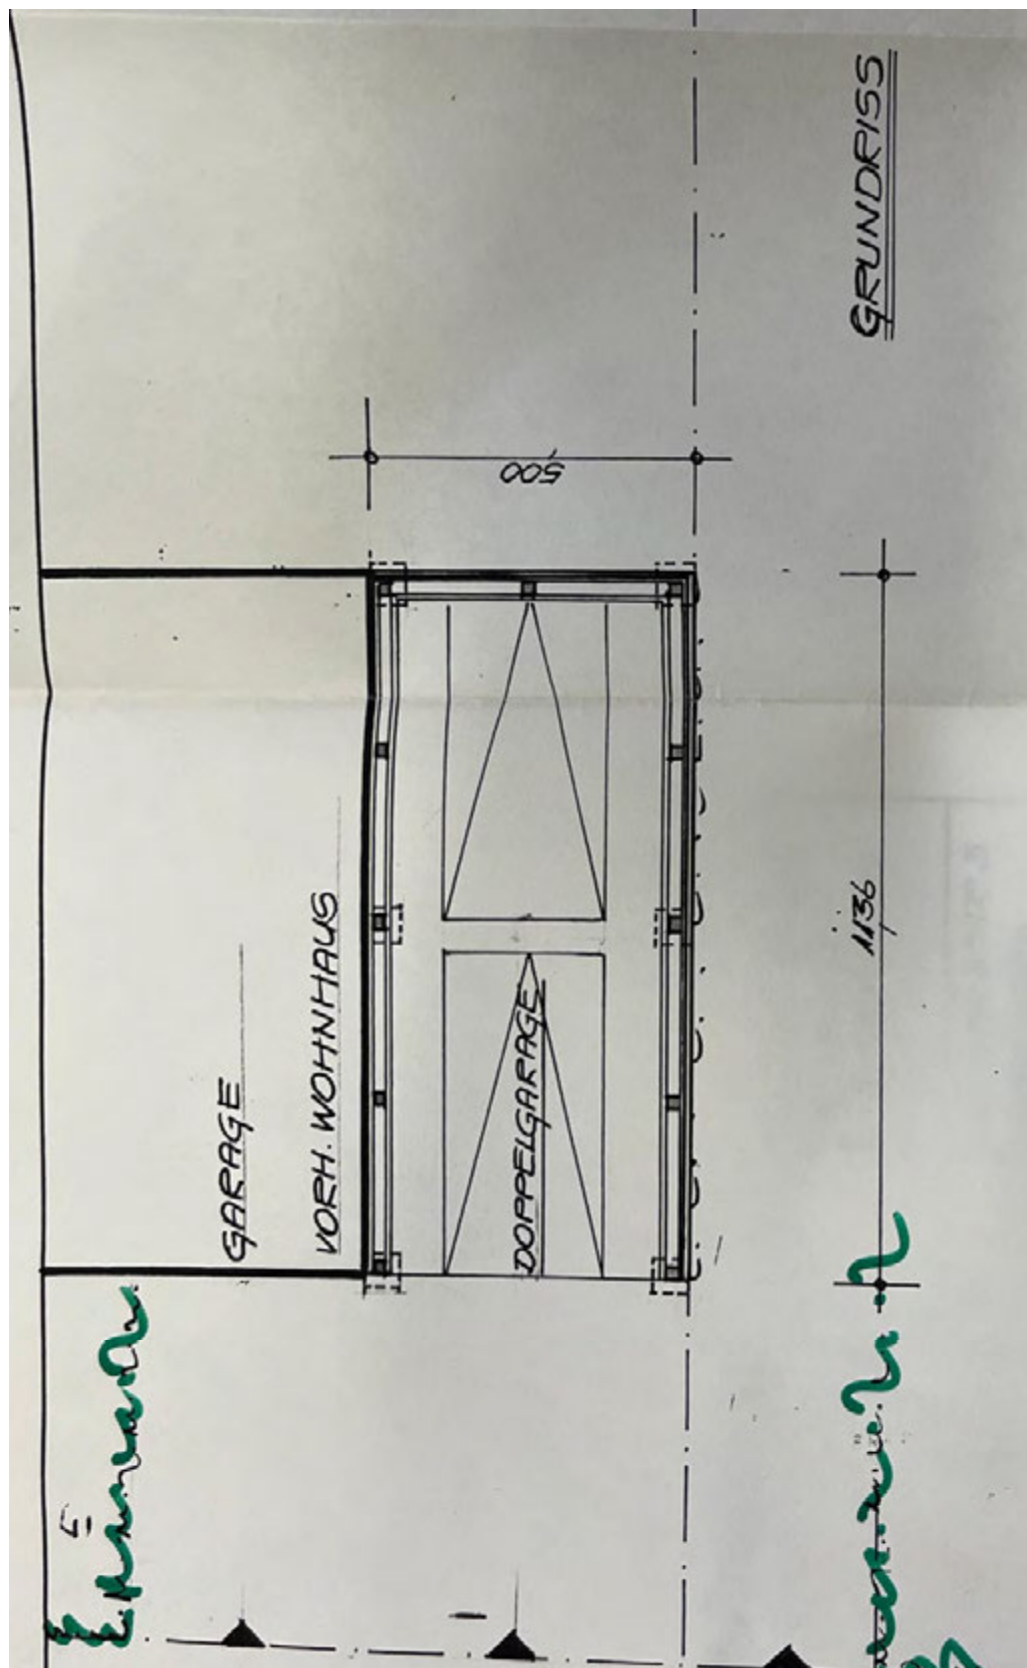 GRUNDRISS
,500
1136
VORH. WOHNHAUS
GARAGE
DOPPELGARAGE